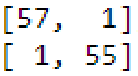 [57,  1]
[ 1, 55]